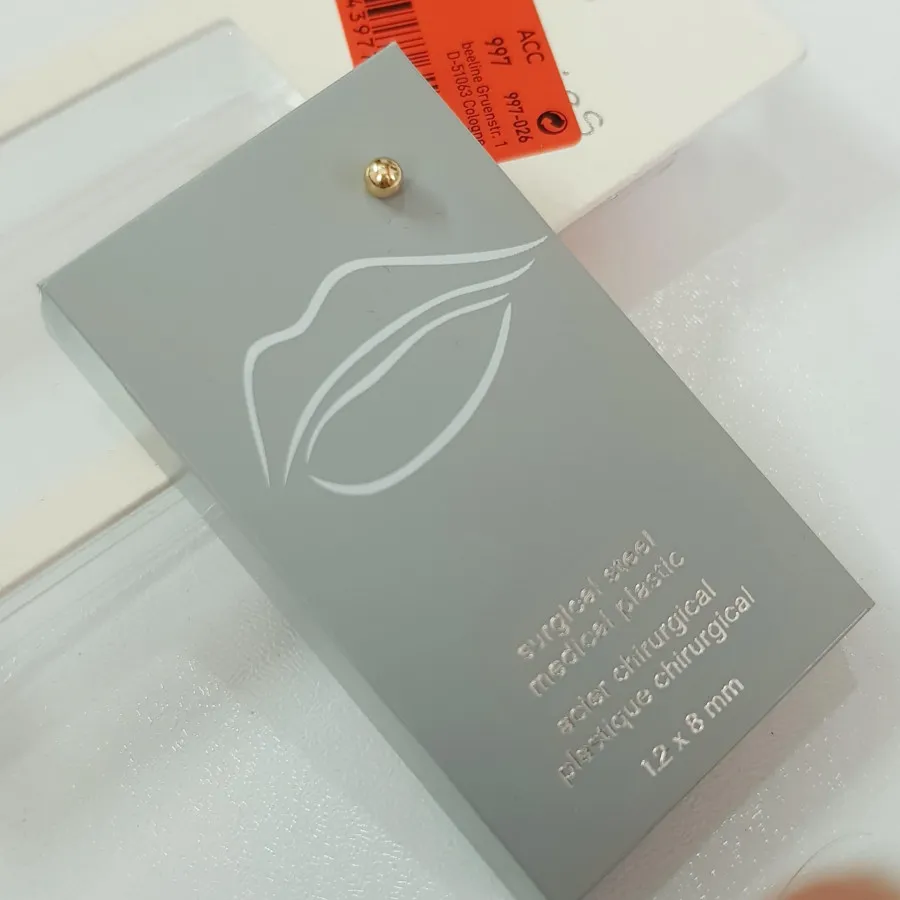 ACC
997 997-026
beeline Gruenstr. 1
D-51063 Cologne
surgical steel
medical plastic
acier chirurgical
plastique chirurgical
1.2 x 8 mm